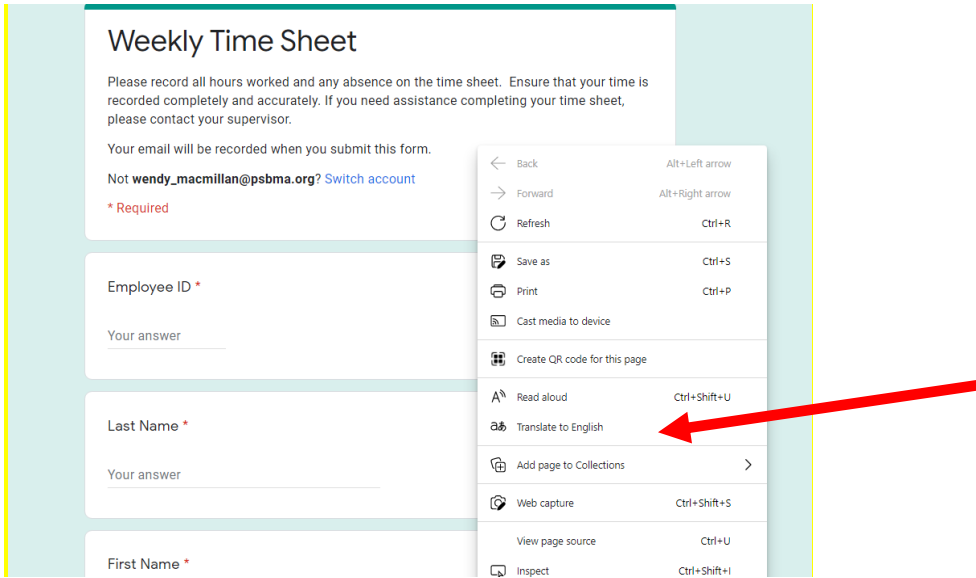 Weekly Time Sheet
Please record all hours worked and any absence on the time sheet.  Ensure that your time is
recorded completely and accurately. If you need assistance completing your time sheet,
please contact your supervisor.
Your email will be recorded when you submit this form.
Not wendy_macmillan@psbma.org? Switch account
* Required
Employee ID *
Your answer
Last Name *
Your answer
First Name *
Back Alt+Left arrow
Forward Alt+Right arrow
Refresh Ctrl+R
Save as Ctrl+S
Print Ctrl+P
Cast media to device
Create QR code for this page
Read aloud Ctrl+Shift+U
Translate to English
Add page to Collections
Web capture Ctrl+Shift+S
View page source Ctrl+U
Inspect Ctrl+Shift+I